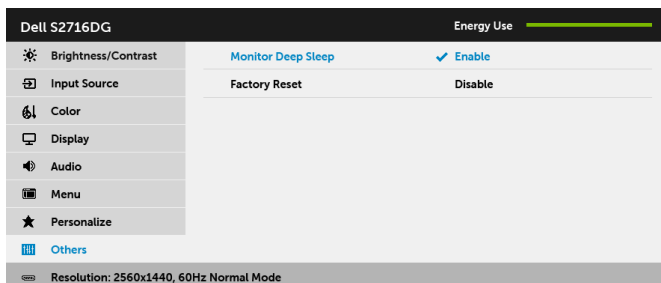 Dell S2716DG Energy Use
Brightness/Contrast Monitor Deep Sleep Enable
Input Source Factory Reset Disable
Color
Display
Audio
Menu
Personalize
Others
Resolution: 2560x1440, 60Hz Normal Mode